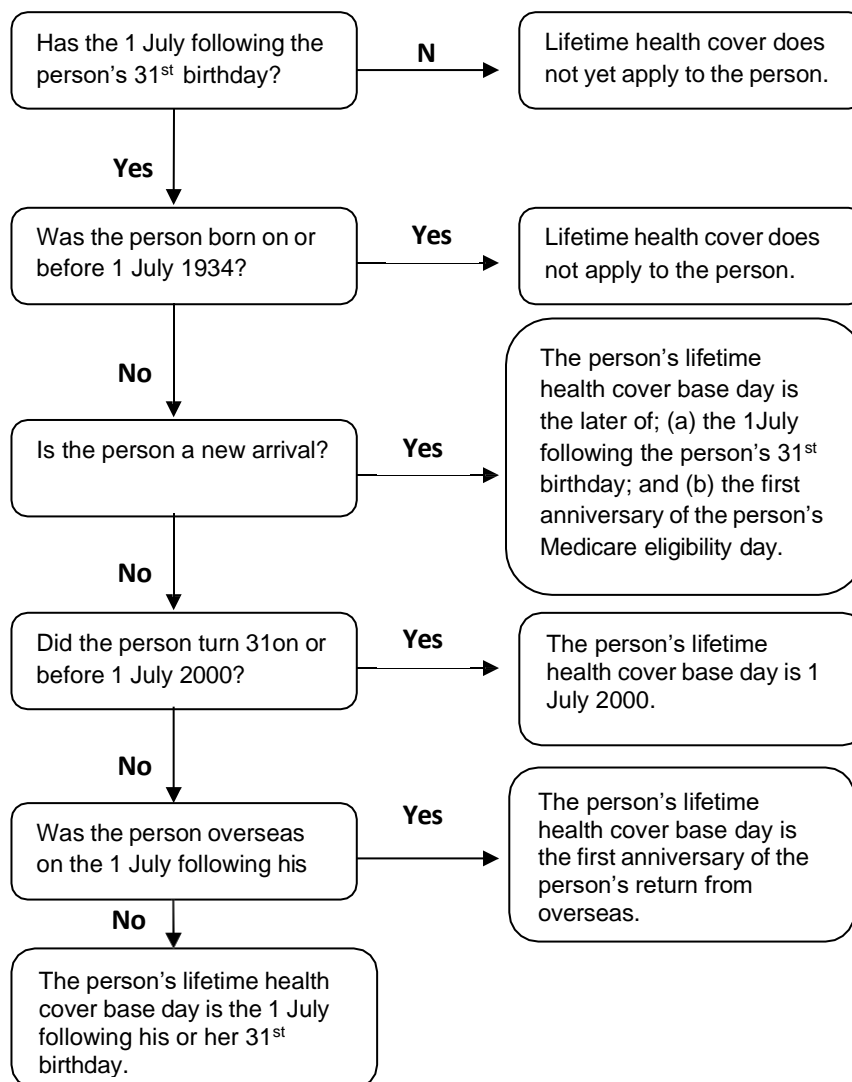 Has the 1 July following the
person's 31st birthday?
N
Lifetime health cover does
not yet apply to the person.
Yes
Was the person born on or
before 1 July 1934?
Yes
Lifetime health cover does
not apply to the person.
No
Is the person a new arrival?
Yes
The person's lifetime
health cover base day is
the later of; (a) the 1July
following the person's 31st
birthday; and (b) the first
anniversary of the person's
Medicare eligibility day.
No
Did the person turn 31on or
before 1 July 2000?
Yes
The person's lifetime
health cover base day is 1
July 2000.
No
Was the person overseas
on the 1 July following his
Yes
The person's lifetime
health cover base day is
the first anniversary of the
person's return from
overseas.
No
The person's lifetime health
cover base day is the 1 July
following his or her 31st
birthday.